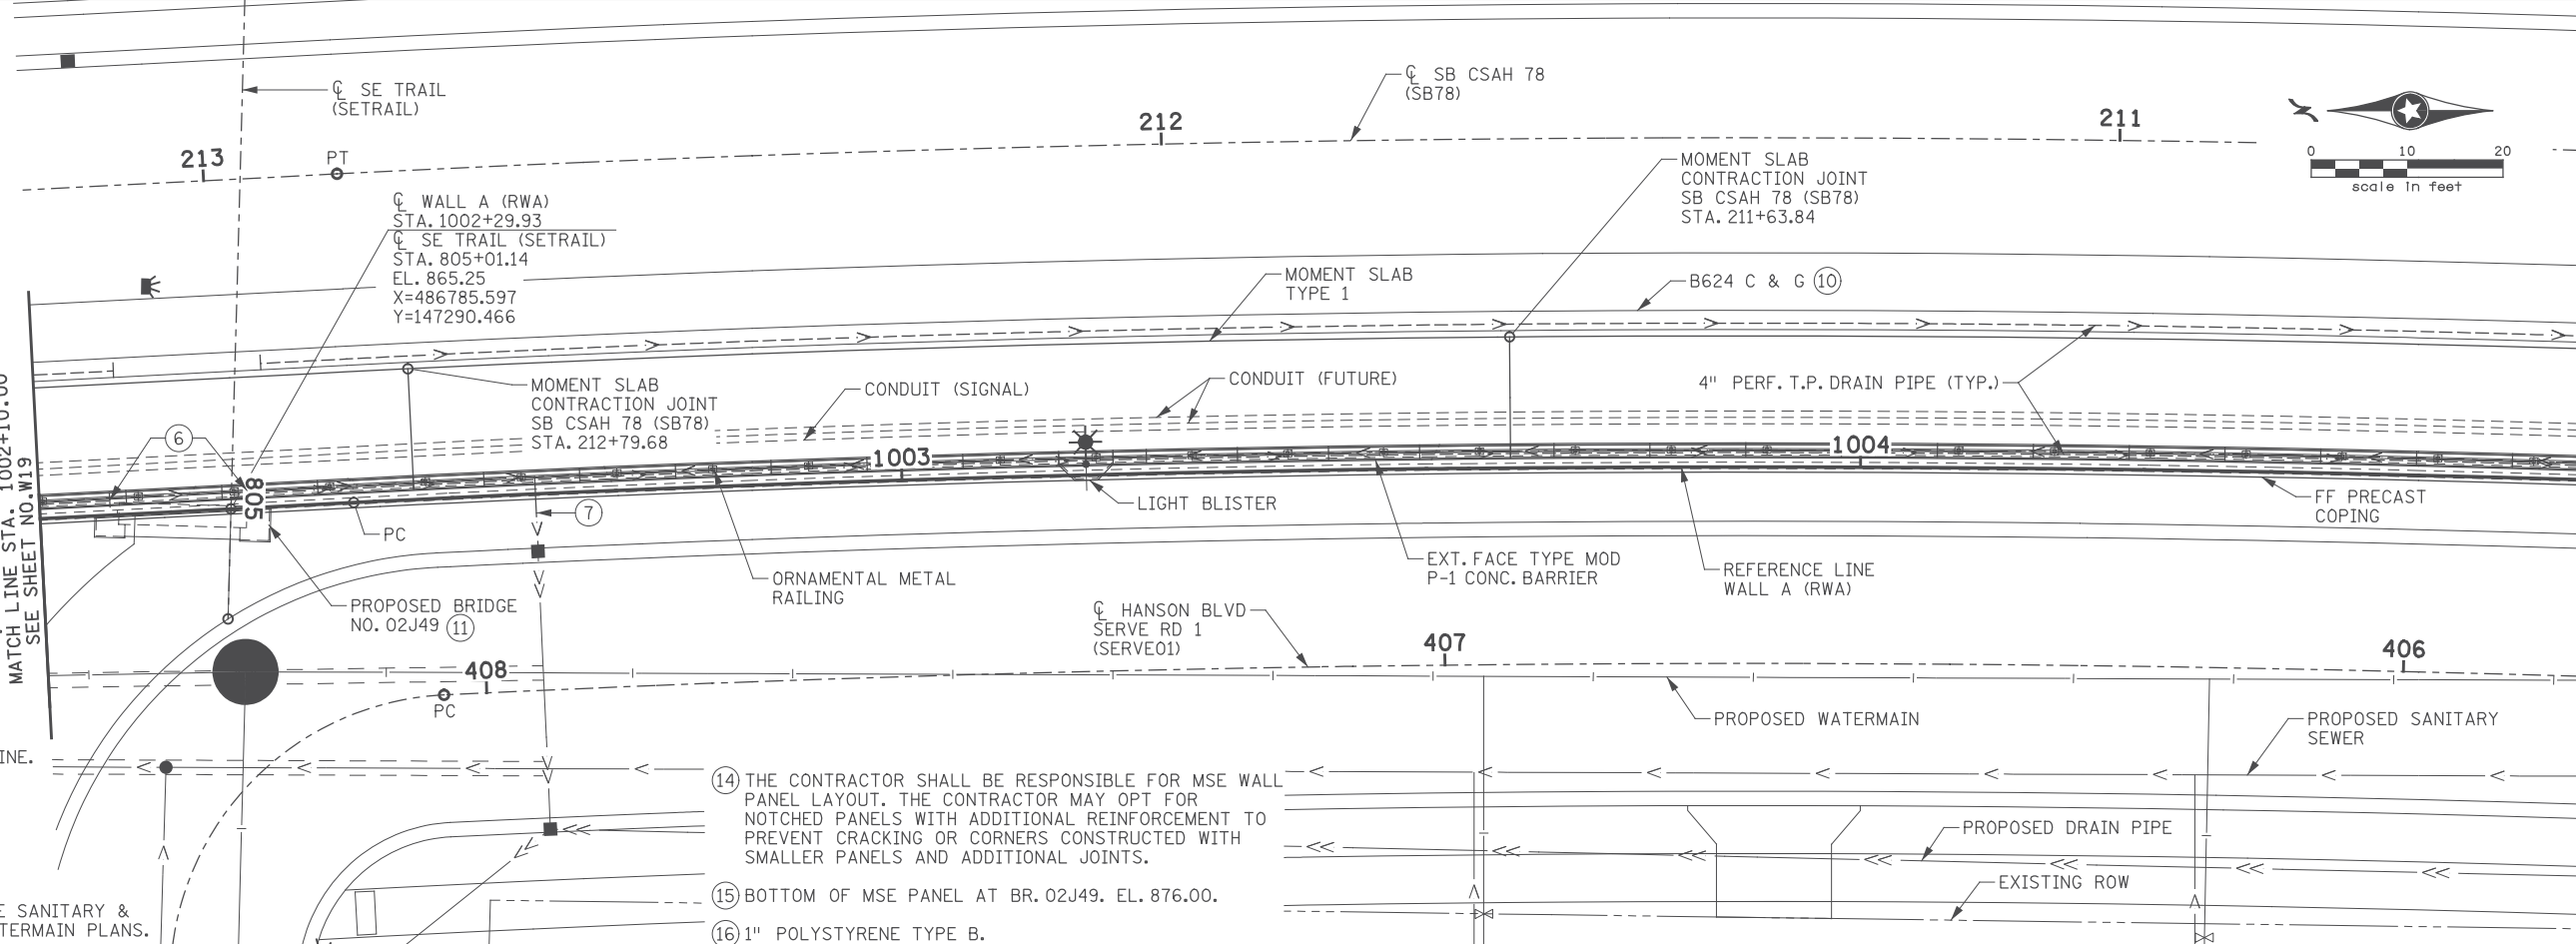 ℄ SE TRAIL
(SETRAIL)
℄ SB CSAH 78
(SB78)
213
PT
212
211
0 10 20
scale in feet
℄ WALL A (RWA)
STA. 1002+29.93
℄ SE TRAIL (SETRAIL)
STA. 805+01.14
EL. 865.25
X=486785.597
Y=147290.466
MOMENT SLAB
CONTRACTION JOINT
SB CSAH 78 (SB78)
STA. 211+63.84
MOMENT SLAB
TYPE 1
B624 C & G 10
MOMENT SLAB
CONTRACTION JOINT
SB CSAH 78 (SB78)
STA. 212+79.68
CONDUIT (SIGNAL)
CONDUIT (FUTURE)
4" PERF. T.P. DRAIN PIPE (TYP.)
MATCH LINE STA. 1002+10.00
SEE SHEET NO.W19
6
805
1003
1004
PC
7
LIGHT BLISTER
FF PRECAST
COPING
PROPOSED BRIDGE
NO. 02J49 11
ORNAMENTAL METAL
RAILING
EXT. FACE TYPE MOD
P-1 CONC. BARRIER
REFERENCE LINE
WALL A (RWA)
℄ HANSON BLVD
SERVE RD 1
(SERVE01)
408
PC
407
406
PROPOSED WATERMAIN
PROPOSED SANITARY
SEWER
INE.
14 THE CONTRACTOR SHALL BE RESPONSIBLE FOR MSE WALL
PANEL LAYOUT. THE CONTRACTOR MAY OPT FOR
NOTCHED PANELS WITH ADDITIONAL REINFORCEMENT TO
PREVENT CRACKING OR CORNERS CONSTRUCTED WITH
SMALLER PANELS AND ADDITIONAL JOINTS.
15 BOTTOM OF MSE PANEL AT BR. 02J49. EL. 876.00.
16 1" POLYSTYRENE TYPE B.
PROPOSED DRAIN PIPE
EXISTING ROW
E SANITARY &
TERMAIN PLANS.